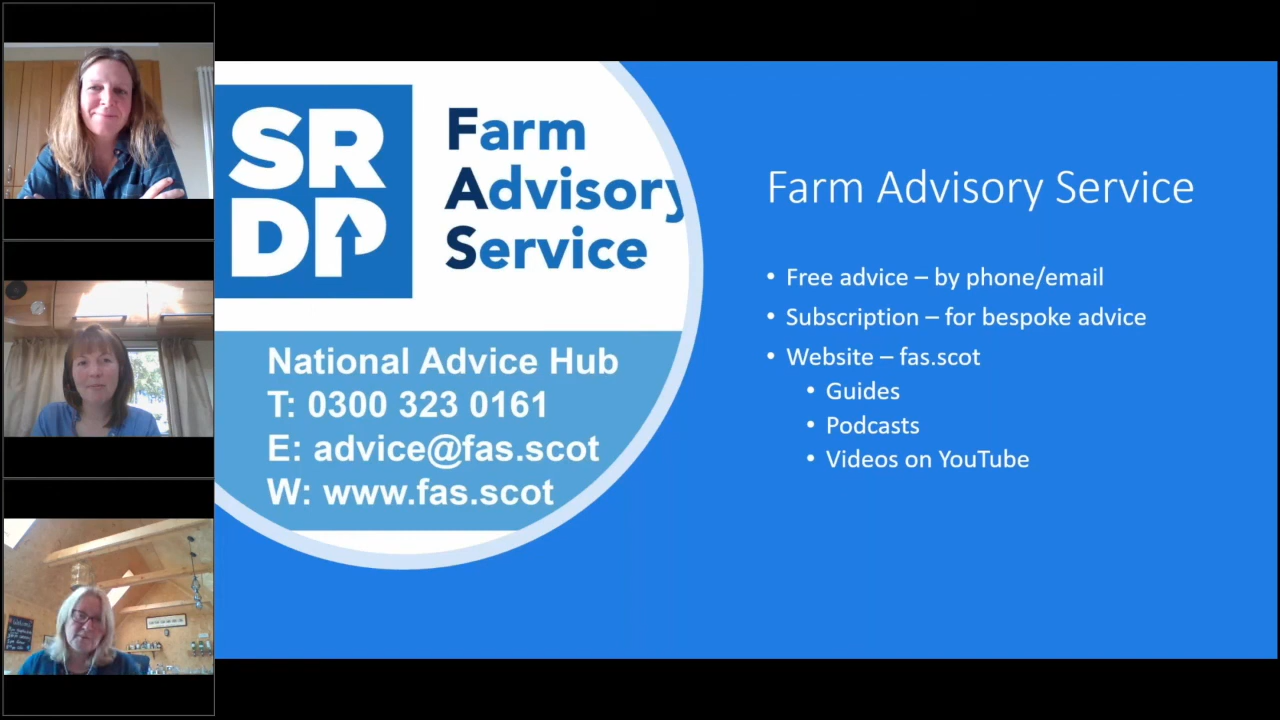 SR
DP
Farm
Advisory
Service
National Advice Hub
T: 0300 323 0161
E: advice@fas.scot
W: www.fas.scot
Farm Advisory Service
• Free advice – by phone/email
• Subscription – for bespoke advice
• Website – fas.scot
• Guides
• Podcasts
• Videos on YouTube